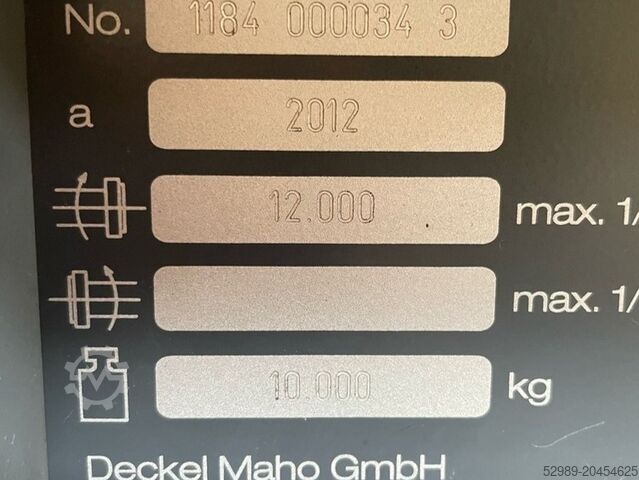 No. 1184 000034 3
a 2012
12.000 max. 1/
max. 1/
10.000 kg
Deckel Maho GmbH
52989-20454625